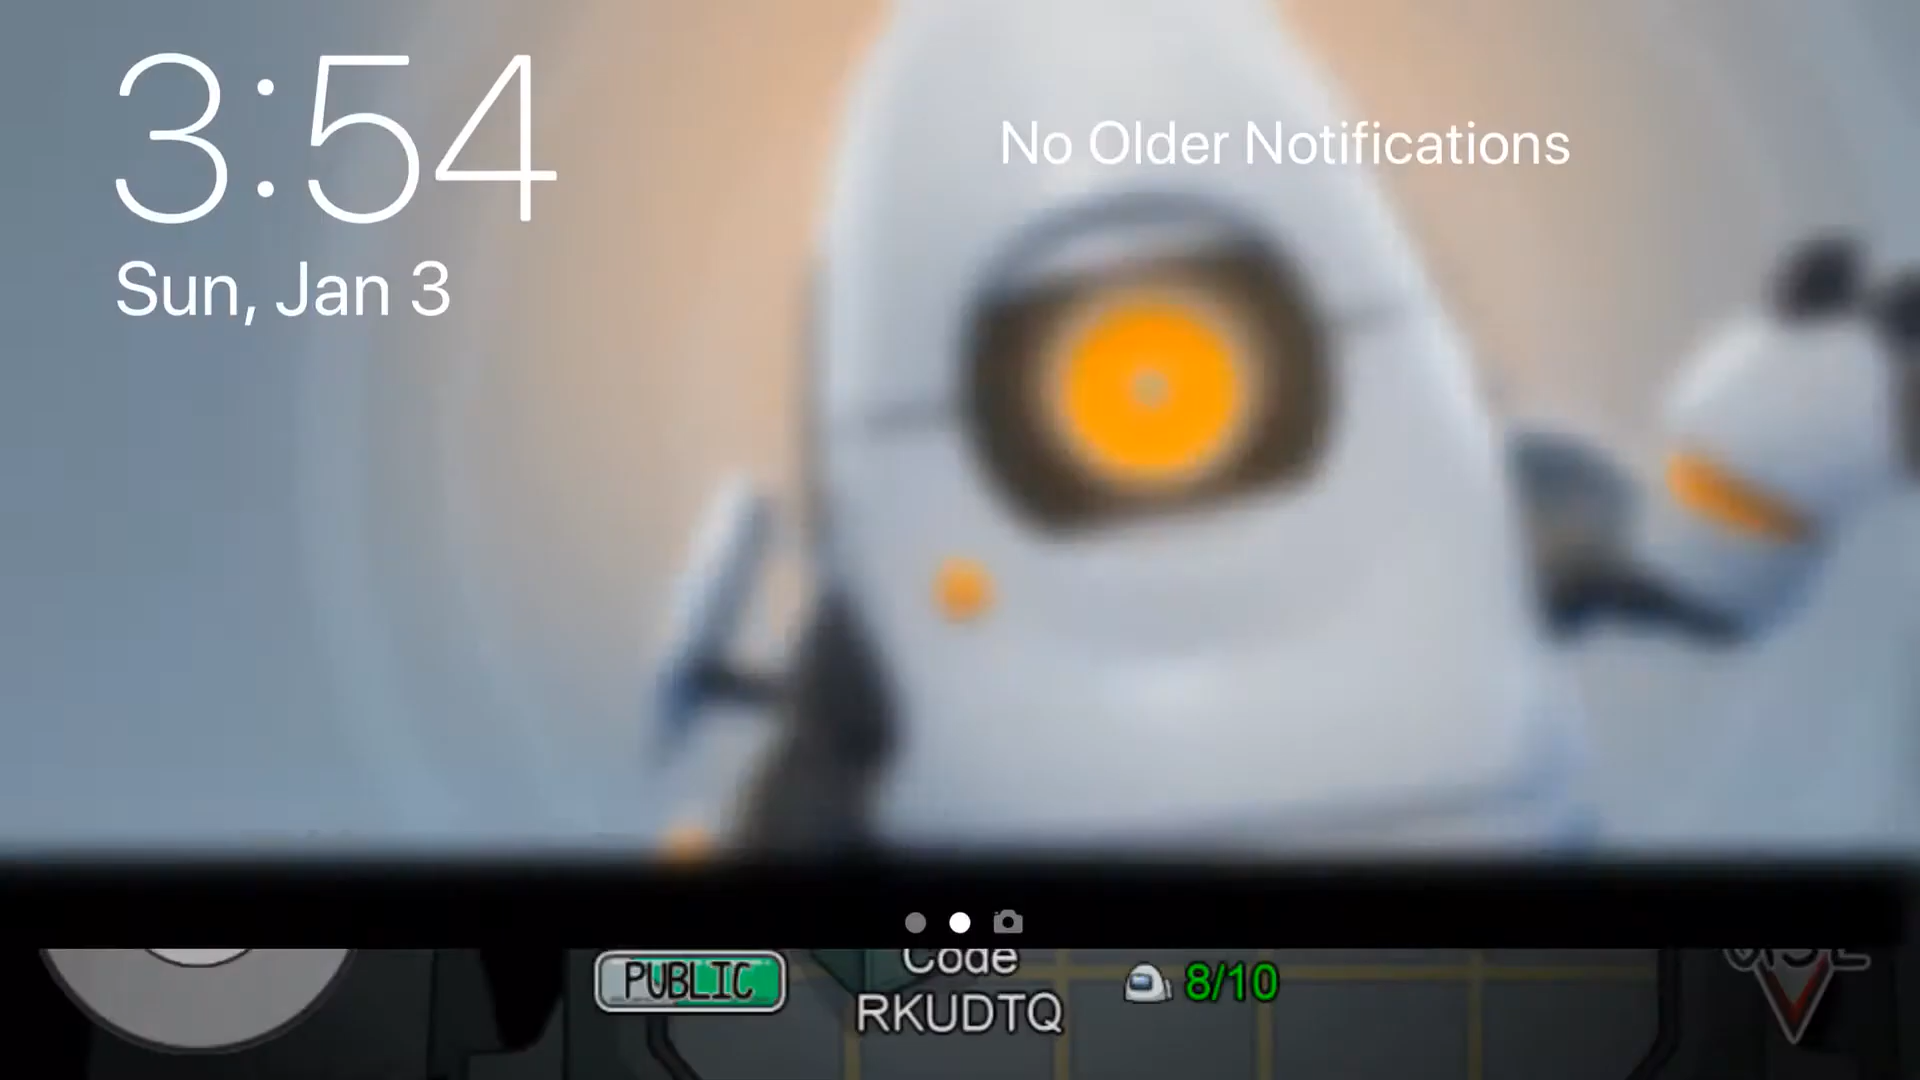 3:54
Sun, Jan 3
No Older Notifications
PUBLIC
Code
RKUDTQ
8/10